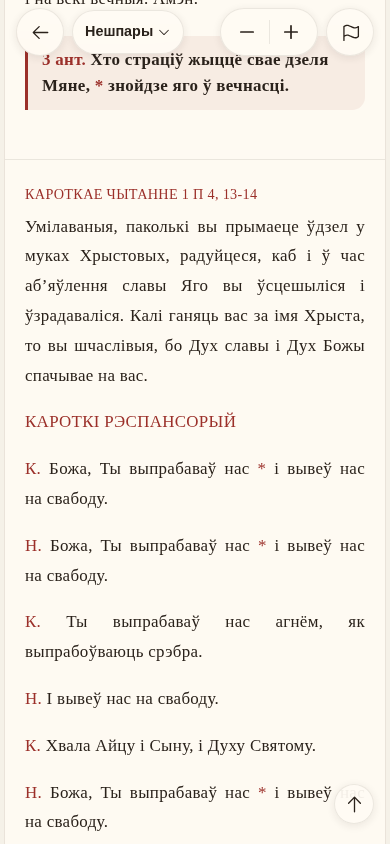 Нешпары
3 ант. Хто страціў жыццё свае дзеля
Мяне, * знойдзе яго ў вечнасці.
КАРОТКАЕ ЧЫТАННЕ 1 П 4, 13-14
Умілаваныя, паколькі вы прымаеце ўдзел у
муках Хрыстовых, радуйцеся, каб і ў час
аб’яўлення славы Яго вы ўсцешыліся і
ўзрадаваліся. Калі ганяць вас за імя Хрыста,
то вы шчаслівыя, бо Дух славы і Дух Божы
спачывае на вас.
КАРОТКІ РЭСПАНСОРЫЙ
К. Божа, Ты выпрабаваў нас * і вывеў нас
на свабоду.
Н. Божа, Ты выпрабаваў нас * і вывеў нас
на свабоду.
К. Ты выпрабаваў нас агнём, як
выпрабоўваюць срэбра.
Н. І вывеў нас на свабоду.
К. Хвала Айцу і Сыну, і Духу Святому.
Н. Божа, Ты выпрабаваў нас * і вывеў
на свабоду.